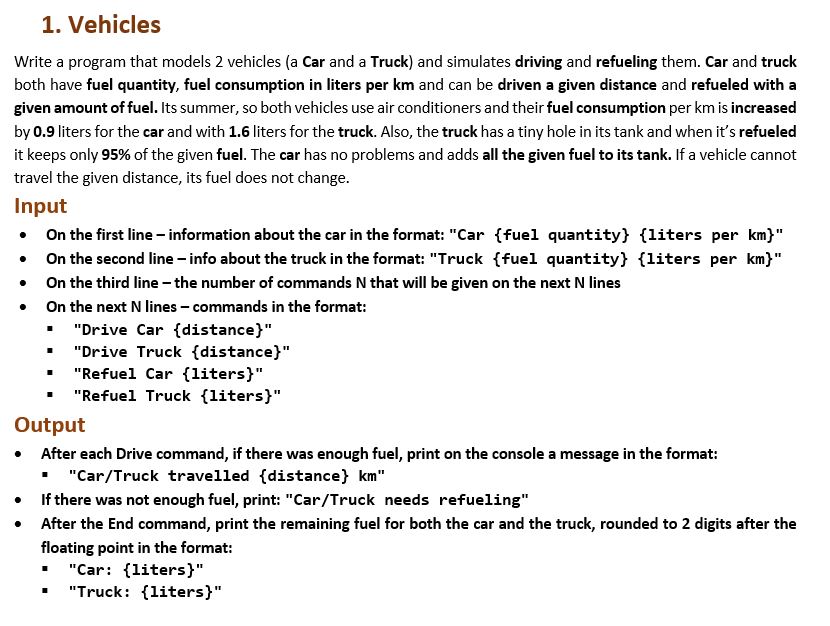 1. Vehicles
Write a program that models 2 vehicles (a Car and a Truck) and simulates driving and refueling them. Car and truck
both have fuel quantity, fuel consumption in liters per km and can be driven a given distance and refueled with a
given amount of fuel. Its summer, so both vehicles use air conditioners and their fuel consumption per km is increased
by 0.9 liters for the car and with 1.6 liters for the truck. Also, the truck has a tiny hole in its tank and when it’s refueled
it keeps only 95% of the given fuel. The car has no problems and adds all the given fuel to its tank. If a vehicle cannot
travel the given distance, its fuel does not change.
Input
• On the first line – information about the car in the format: "Car {fuel quantity} {liters per km}"
• On the second line – info about the truck in the format: "Truck {fuel quantity} {liters per km}"
• On the third line – the number of commands N that will be given on the next N lines
• On the next N lines – commands in the format:
▪ "Drive Car {distance}"
▪ "Drive Truck {distance}"
▪ "Refuel Car {liters}"
▪ "Refuel Truck {liters}"
Output
• After each Drive command, if there was enough fuel, print on the console a message in the format:
▪ "Car/Truck travelled {distance} km"
• If there was not enough fuel, print: "Car/Truck needs refueling"
• After the End command, print the remaining fuel for both the car and the truck, rounded to 2 digits after the
floating point in the format:
▪ "Car: {liters}"
▪ "Truck: {liters}"